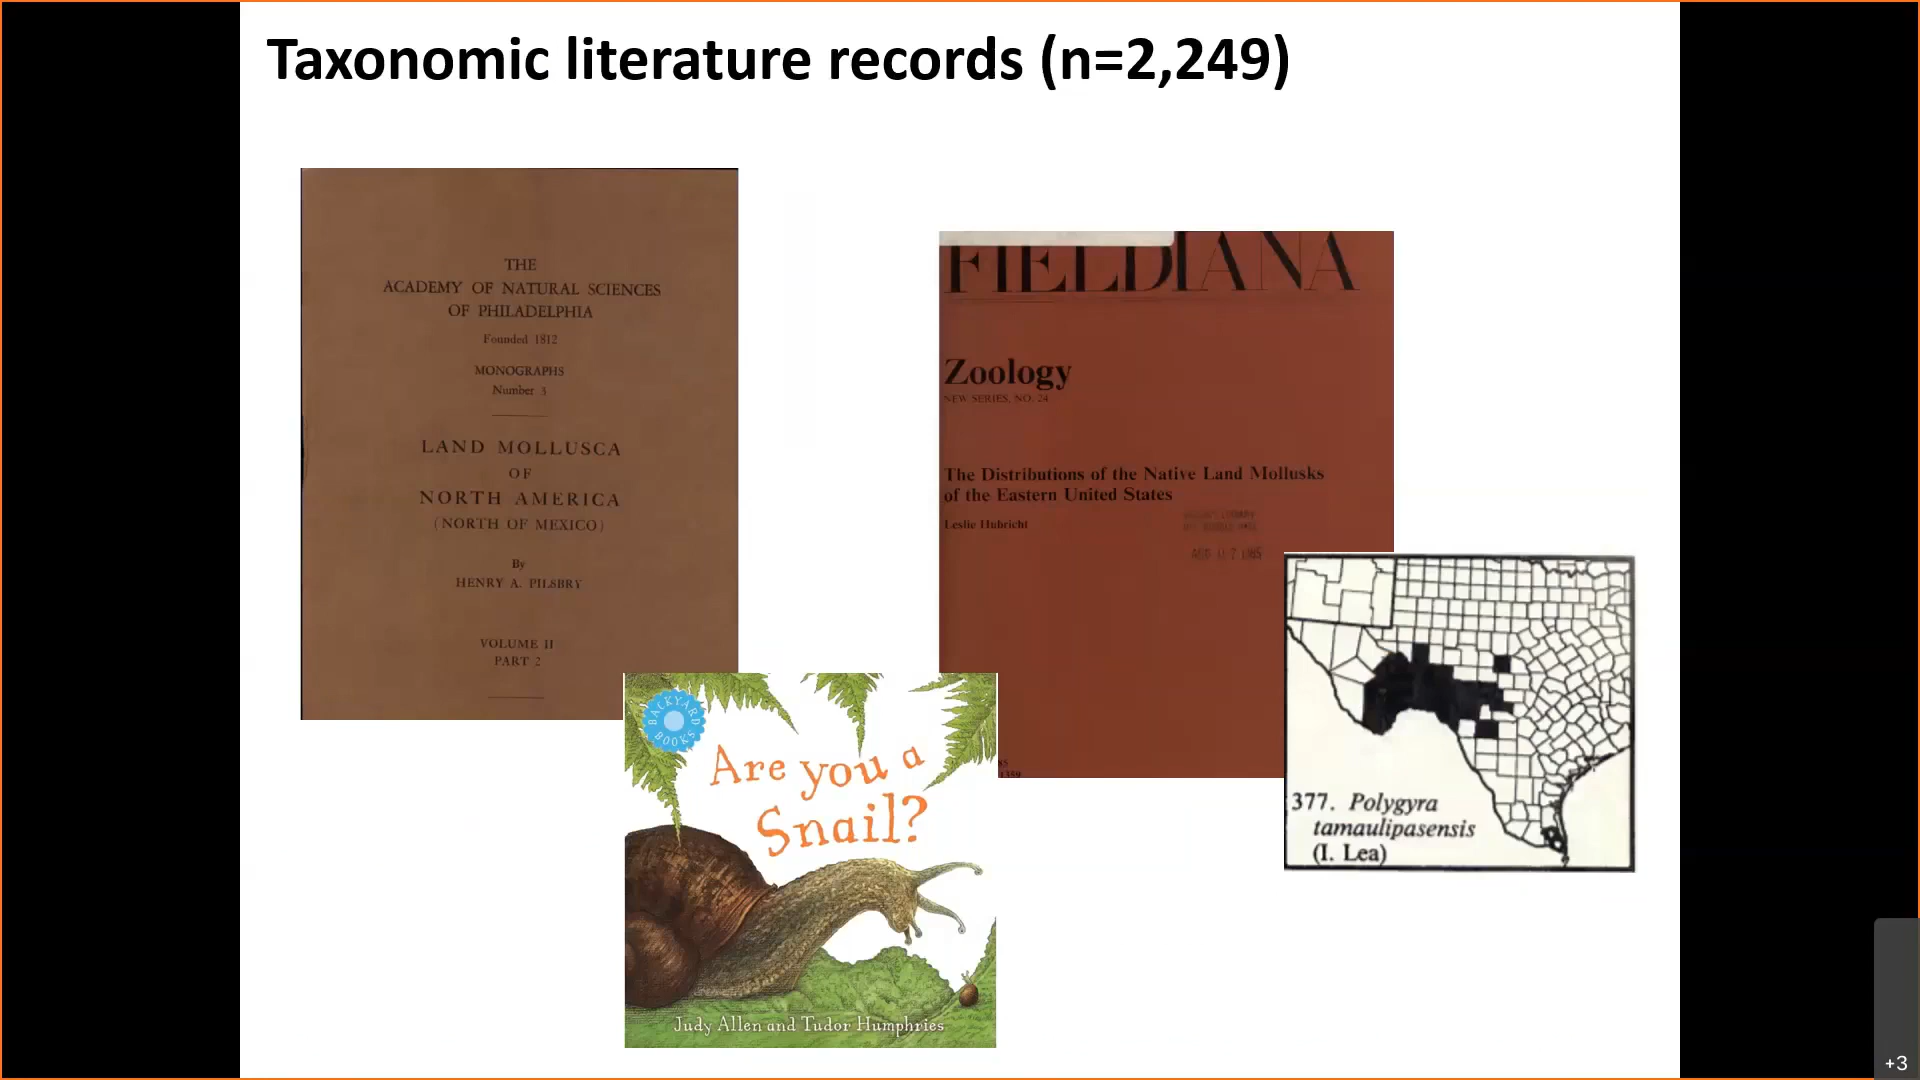 Taxonomic literature records (n=2,249)
THE
ACADEMY OF NATURAL SCIENCES
OF PHILADELPHIA
Founded 1812
MONOGRAPHS
Number 3
LAND MOLLUSCA
OF
NORTH AMERICA
(NORTH OF MEXICO)
By
HENRY A. PILSBRY
VOLUME II
PART 2
FIELDIANA
Zoology
NEW SERIES, NO. 24
The Distributions of the Native Land Mollusks
of the Eastern United States
Leslie Hubricht
BACKYARD
BOOKS
Are you a
Snail?
Judy Allen and Tudor Humphries
377. Polygyra
tamaulipasensis
(I. Lea)
+3